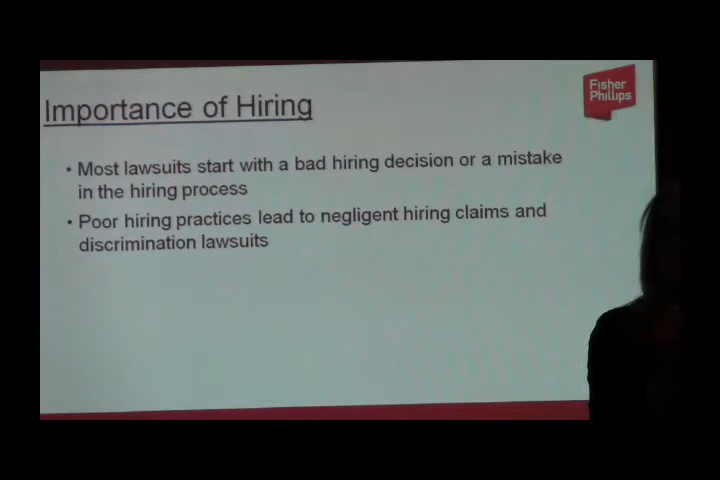 Importance of Hiring
Fisher
Phillips
• Most lawsuits start with a bad hiring decision or a mistake
in the hiring process
• Poor hiring practices lead to negligent hiring claims and
discrimination lawsuits